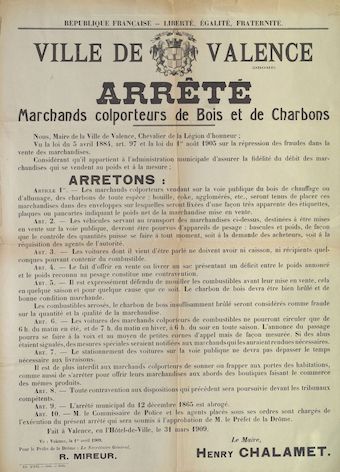 RÉPUBLIQUE FRANÇAISE — LIBERTÉ, ÉGALITÉ, FRATERNITÉ.
VILLE DE VALENCE
(DROME)
ARRÊTÉ
Marchands colporteurs de Bois et de Charbons
Nous, Maire de la Ville de Valence, Chevalier de la Légion d'honneur ;
Vu la loi du 5 avril 1884, art. 97 et la loi du 1er août 1905 sur la répression des fraudes dans la
vente des marchandises.
Considérant qu'il appartient à l'administration municipale d'assurer la fidélité du débit des mar-
chandises qui se vendent au poids et à la mesure ;
ARRETONS :
ARTICLE 1er. — Les marchands colporteurs vendant sur la voie publique du bois de chauffage ou
d'allumage, des charbons de toute espèce : houille, coke, agglomérés, etc., seront tenus de placer ces
marchandises dans des enveloppes sur lesquelles seront fixées d'une façon très apparente des étiquettes,
plaques ou pancartes indiquant le poids net de la marchandise mise en vente.
ART. 2. — Les véhicules servant au transport des marchandises ci-dessus, destinées à être mises
en vente sur la voie publique, devront être pourvus d'appareils de pesage : bascules et poids, de façon
que le contrôle des quantités puisse se faire à tout moment, soit à la demande des acheteurs, soit à la
réquisition des agents de l'autorité.
ART. 3. — Les voitures dont il vient d'être parlé ne doivent avoir ni caisson, ni récipients quel-
conques pouvant contenir du combustible.
ART. 4. — Le fait d'offrir en vente ou livrer un sac présentant un déficit entre le poids annoncé
et le poids reconnu au pesage constitue une contravention.
ART. 5. — Il est expressément défendu de mouiller les combustibles avant leur mise en vente, cela
en quelque saison et pour quelque cause que ce soit. Le charbon de bois devra être bien brûlé et de
bonne condition marchande.
Les combustibles arrosés, le charbon de bois insuffisamment brûlé seront considérés comme fraude
sur la quantité et la qualité de la marchandise.
ART. 6. — Les voitures des marchands colporteurs de combustibles ne pourront circuler que de
6 h. du matin en été, et de 7 h. du matin en hiver, à 6 h. du soir en toute saison. L'annonce du passage
pourra se faire à la voix et au moyen de petites cornes d'appel mais de façon mesurée. Si des abus
étaient signalés, des mesures spéciales seraient notifiées aux marchands qui les auraient rendues nécessaires.
ART. 7. — Le stationnement des voitures sur la voie publique ne devra pas dépasser le temps
nécessaire aux livraisons.
Il est de plus interdit aux marchands colporteurs de sonner ou frapper aux portes des habitations,
comme aussi de s'arrêter pour offrir leurs marchandises aux abords des boutiques faisant le commerce
des mêmes produits.
ART. 8. — Toute contravention aux dispositions qui précèdent sera poursuivie devant les tribunaux
compétents.
ART. 9. — L'arrêté municipal du 12 décembre 1865 est abrogé.
ART. 10. — M. le Commissaire de Police et les agents placés sous ses ordres sont chargés de
l'exécution du présent arrêté qui sera soumis à l'approbation de M. le Préfet de la Drôme.
Fait à Valence, en l'Hôtel-de-Ville, le 31 mars 1909.
Vu : Valence, le 1er avril 1909.
Pour le Préfet de la Drôme : Le Secrétaire Général,
R. MIREUR.
Le Maire,
HENRY CHALAMET.